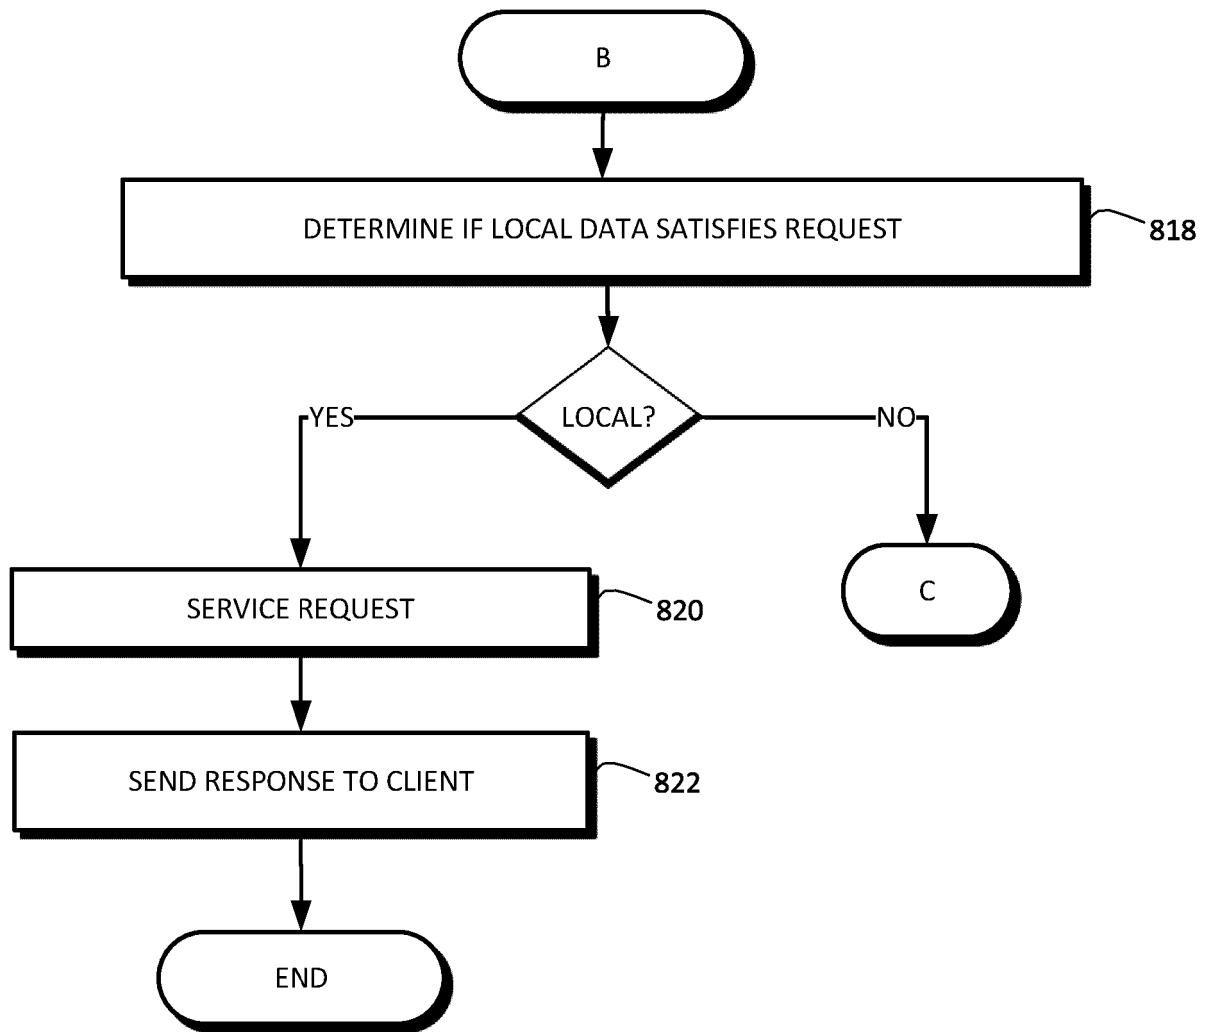 B
DETERMINE IF LOCAL DATA SATISFIES REQUEST
818
LOCAL?
YES
NO
SERVICE REQUEST
820
C
SEND RESPONSE TO CLIENT
822
END